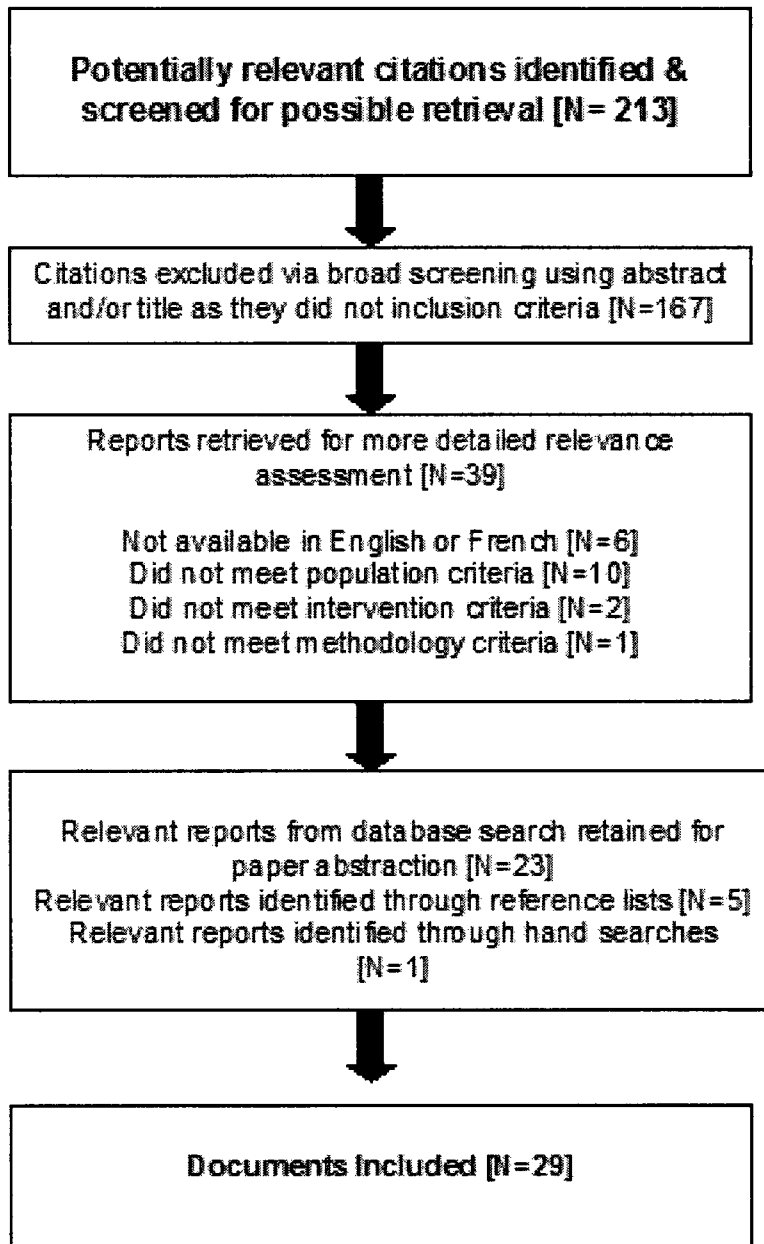 Potentially relevant citations identified &
screened for possible retrieval [N= 213]
Citations excluded via broad screening using abstract
and/or title as they did not inclusion criteria [N=167]
Reports retrieved for more detailed relevance
assessment [N=39]
Not available in English or French [N=6]
Did not meet population criteria [N=10]
Did not meet intervention criteria [N=2]
Did not meet methodology criteria [N=1]
Relevant reports from database search retained for
paper abstraction [N=23]
Relevant reports identified through reference lists [N=5]
Relevant reports identified through hand searches
[N=1]
Documents Included [N=29]